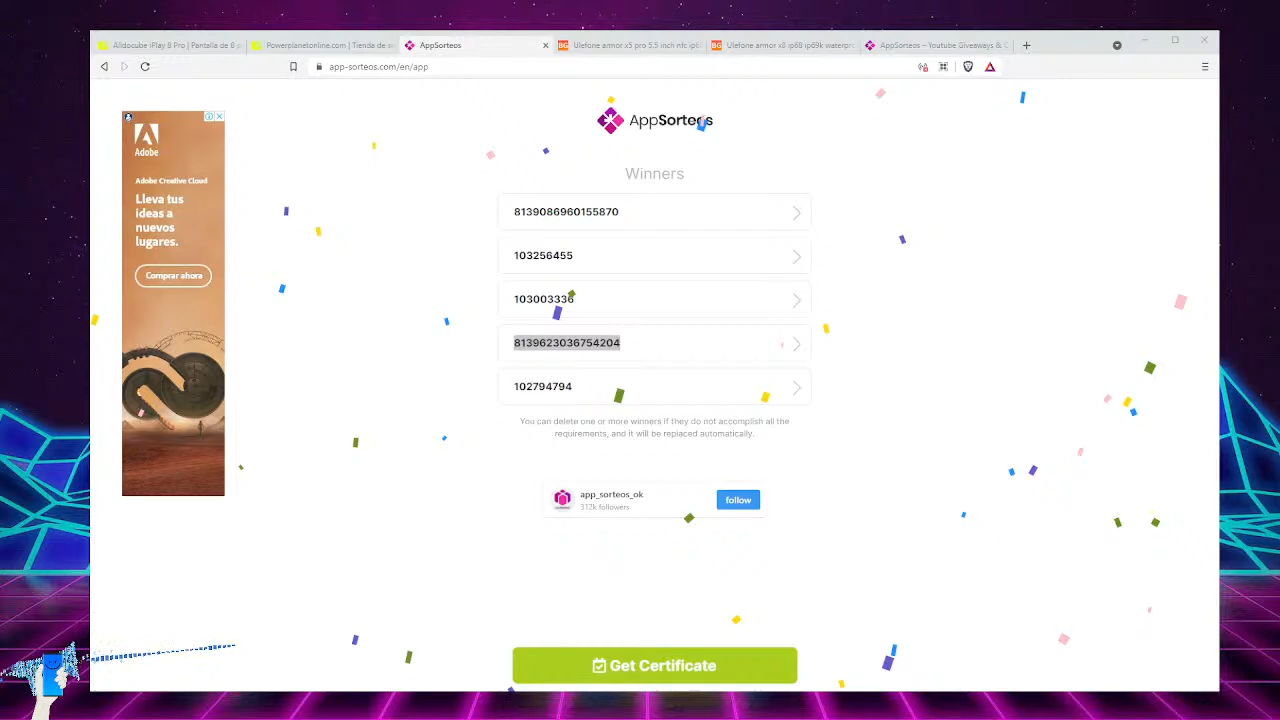 Alldocube iPlay 8 Pro | Pantalla de 8 p
Powerplanetonline.com | Tienda de s
AppSorteos
Ulefone armor x5 pro 5.5 inch nfc ip68
Ulefone armor x8 ip68 ip69k waterpro
AppSorteos – Youtube Giveaways & C
app-sorteos.com/en/app
Adobe
Adobe Creative Cloud
Lleva tus
ideas a
nuevos
lugares.
Comprar ahora
AppSorteos
Winners
8139086960155870
103256455
103003336
8139623036754204
102794794
You can delete one or more winners if they do not accomplish all the
requirements, and it will be replaced automatically.
app_sorteos_ok
312k followers
follow
Get Certificate